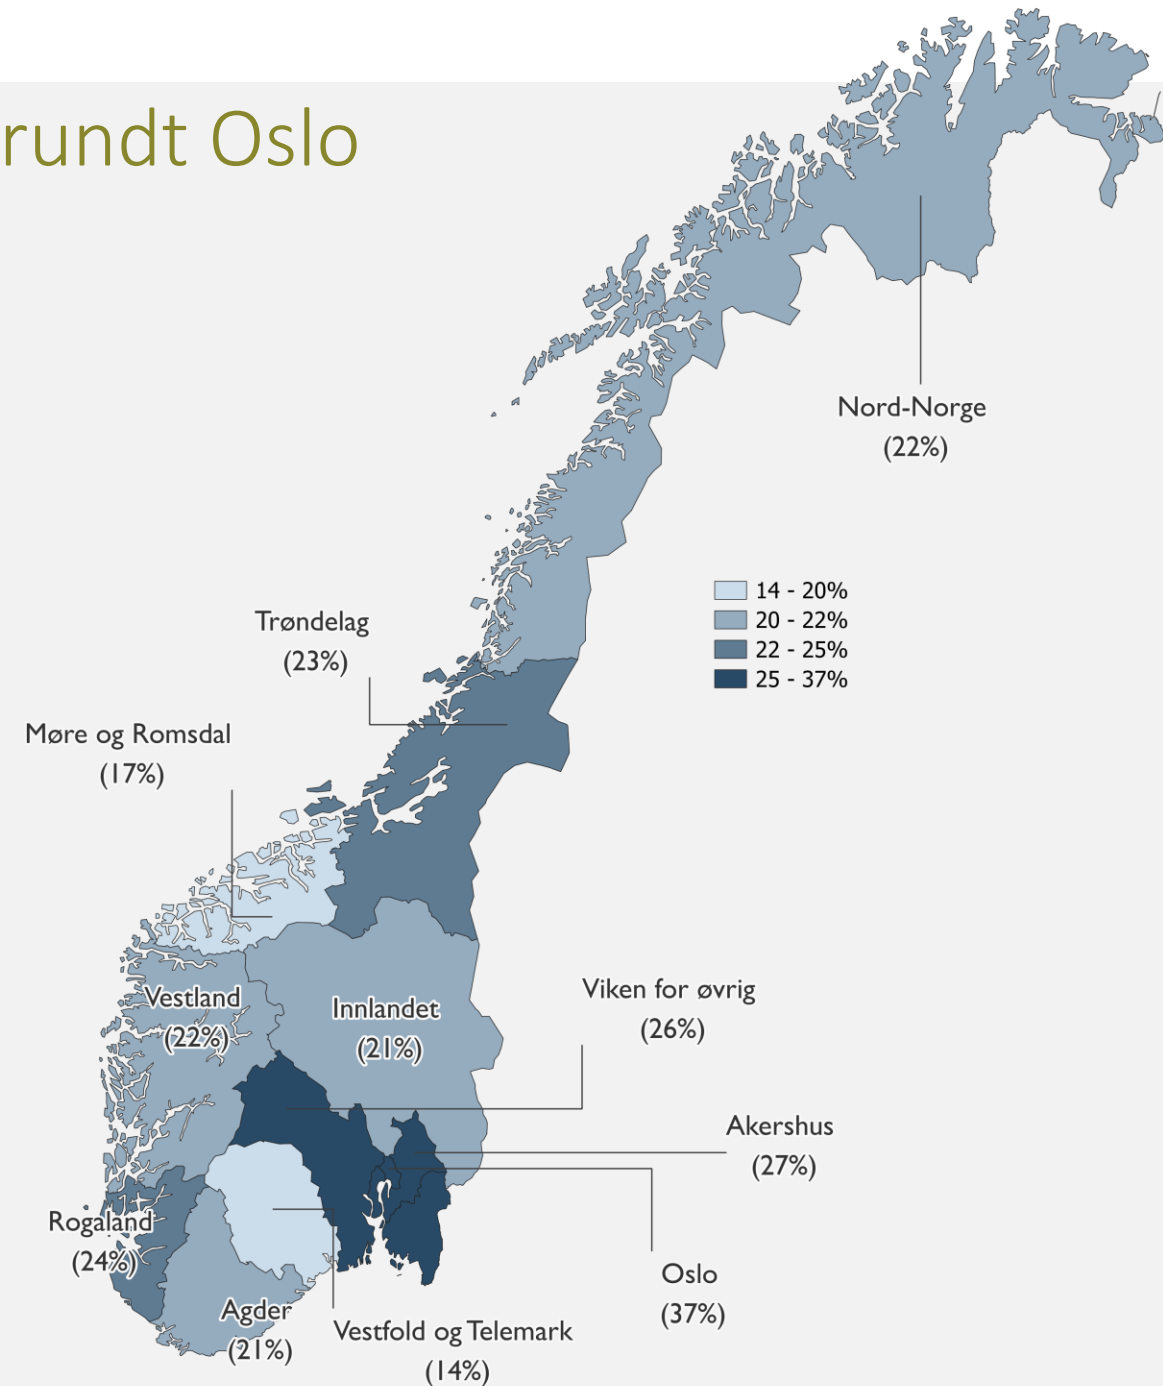 rundt Oslo
Nord-Norge
(22%)
14 - 20%
20 - 22%
22 - 25%
25 - 37%
Trøndelag
(23%)
Møre og Romsdal
(17%)
Vestland
(22%)
Innlandet
(21%)
Viken for øvrig
(26%)
Akershus
(27%)
Rogaland
(24%)
Oslo
(37%)
Agder
(21%)
Vestfold og Telemark
(14%)